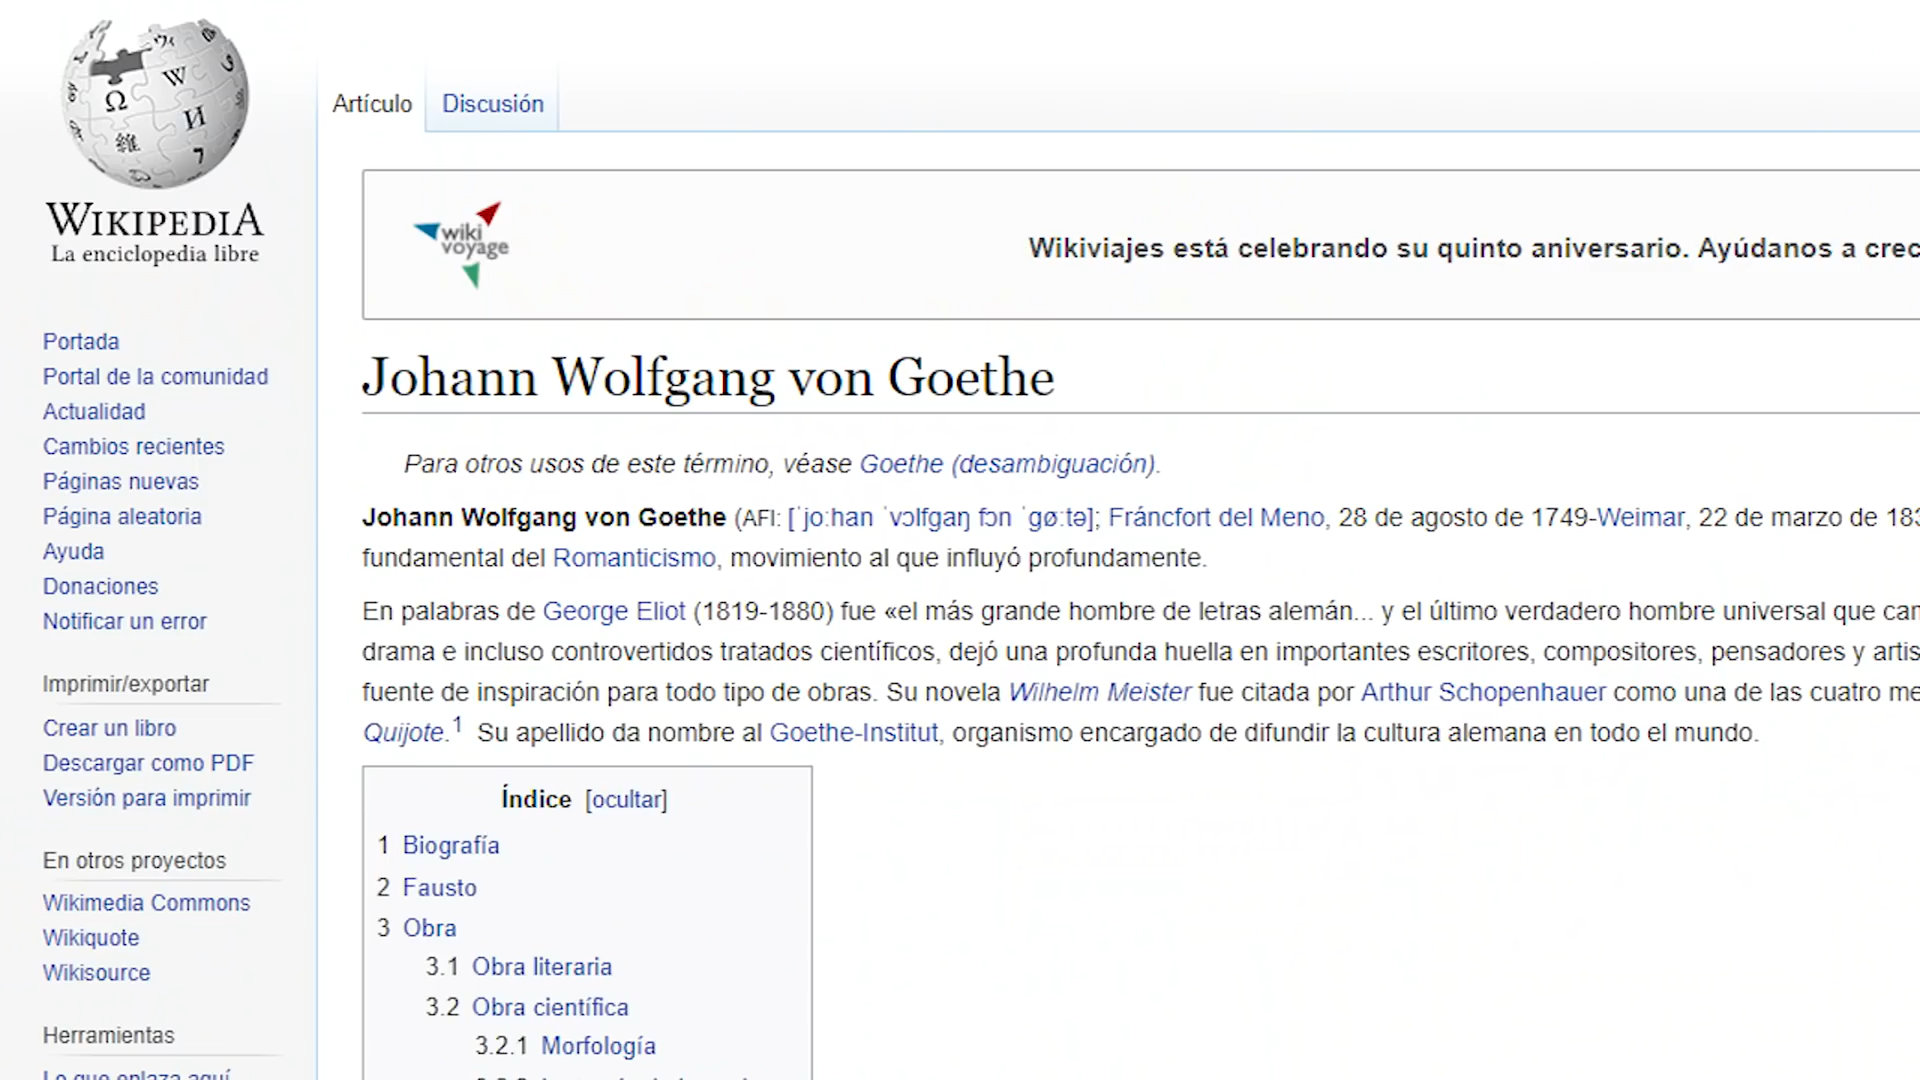 WIKIPEDIA
La enciclopedia libre
Portada
Portal de la comunidad
Actualidad
Cambios recientes
Páginas nuevas
Página aleatoria
Ayuda
Donaciones
Notificar un error
Imprimir/exportar
Crear un libro
Descargar como PDF
Versión para imprimir
En otros proyectos
Wikimedia Commons
Wikiquote
Wikisource
Herramientas
Lo que enlaza aquí
Artículo Discusión
wiki
voyage
Wikiviajes está celebrando su quinto aniversario. Ayúdanos a crec
Johann Wolfgang von Goethe
Para otros usos de este término, véase Goethe (desambiguación).
Johann Wolfgang von Goethe (AFI: [ˈjoːhan ˈvɔlfɡaŋ fɔn ˈɡøːtə]; Fráncfort del Meno, 28 de agosto de 1749-Weimar, 22 de marzo de 183
fundamental del Romanticismo, movimiento al que influyó profundamente.
En palabras de George Eliot (1819-1880) fue «el más grande hombre de letras alemán... y el último verdadero hombre universal que cam
drama e incluso controvertidos tratados científicos, dejó una profunda huella en importantes escritores, compositores, pensadores y artis
fuente de inspiración para todo tipo de obras. Su novela Wilhelm Meister fue citada por Arthur Schopenhauer como una de las cuatro me
Quijote.1 Su apellido da nombre al Goethe-Institut, organismo encargado de difundir la cultura alemana en todo el mundo.
Índice [ocultar]
1 Biografía
2 Fausto
3 Obra
3.1 Obra literaria
3.2 Obra científica
3.2.1 Morfología